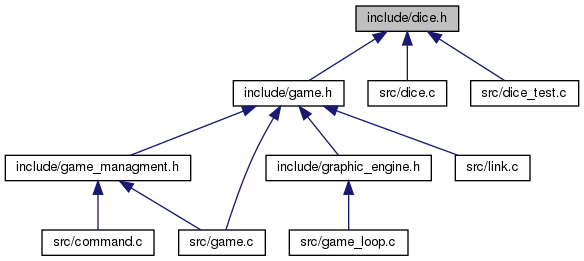 include/dice.h
include/game.h
src/dice.c
src/dice_test.c
include/game_managment.h
include/graphic_engine.h
src/link.c
src/command.c
src/game.c
src/game_loop.c